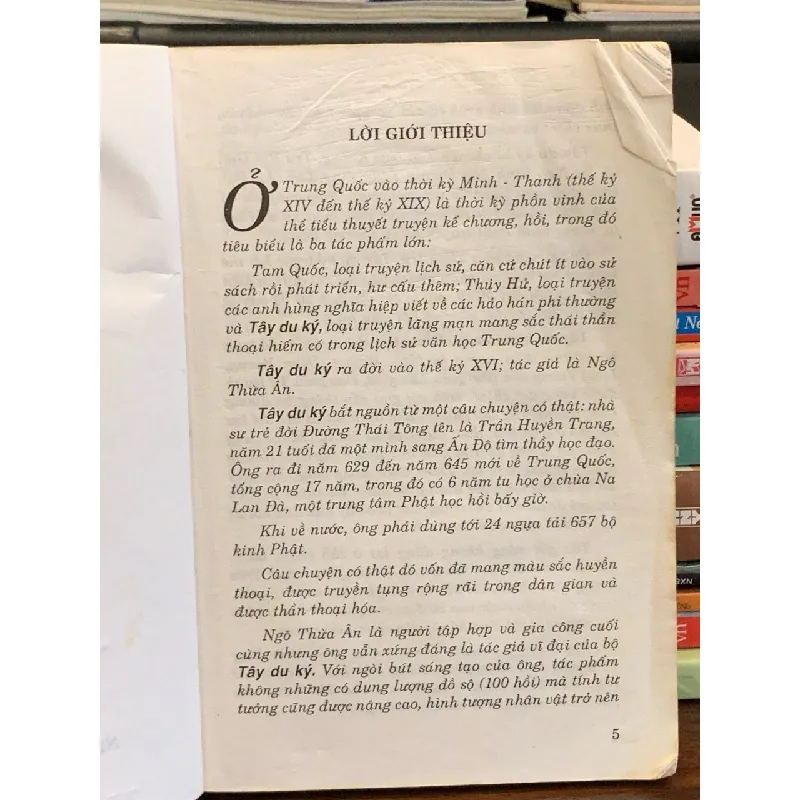 LỜI GIỚI THIỆU
Ở Trung Quốc vào thời kỳ Minh - Thanh (thế kỷ
XIV đến thế kỷ XIX) là thời kỳ phồn vinh của
thể tiểu thuyết truyện kể chương, hồi, trong đó
tiêu biểu là ba tác phẩm lớn:
Tam Quốc, loại truyện lịch sử, căn cứ chút ít vào sử
sách rồi phát triển, hư cấu thêm; Thủy Hử, loại truyện
các anh hùng nghĩa hiệp viết về các hảo hán phi thường
và Tây du ký, loại truyện lãng mạn mang sắc thái thần
thoại hiếm có trong lịch sử văn học Trung Quốc.
Tây du ký ra đời vào thế kỷ XVI; tác giả là Ngô
Thừa Ân.
Tây du ký bắt nguồn từ một câu chuyện có thật: nhà
sư trẻ đời Đường Thái Tông tên là Trần Huyền Trang,
năm 21 tuổi đã một mình sang Ấn Độ tìm thầy học đạo.
Ông ra đi năm 629 đến năm 645 mới về Trung Quốc,
tổng cộng 17 năm, trong đó có 6 năm tu học ở chùa Na
Lan Đà, một trung tâm Phật học hồi bấy giờ.
Khi về nước, ông phải dùng tới 24 ngựa tải 657 bộ
kinh Phật.
Câu chuyện có thật đó vốn đã mang màu sắc huyền
thoại, được truyền tụng rộng rãi trong dân gian và
được thần thoại hóa.
Ngô Thừa Ân là người tập hợp và gia công cuối
cùng nhưng ông vẫn xứng đáng là tác giả vĩ đại của bộ
Tây du ký. Với ngòi bút sáng tạo của ông, tác phẩm
không những có dung lượng đồ sộ (100 hồi) mà tính tư
tưởng cũng được nâng cao, hình tượng nhân vật trở nên
5